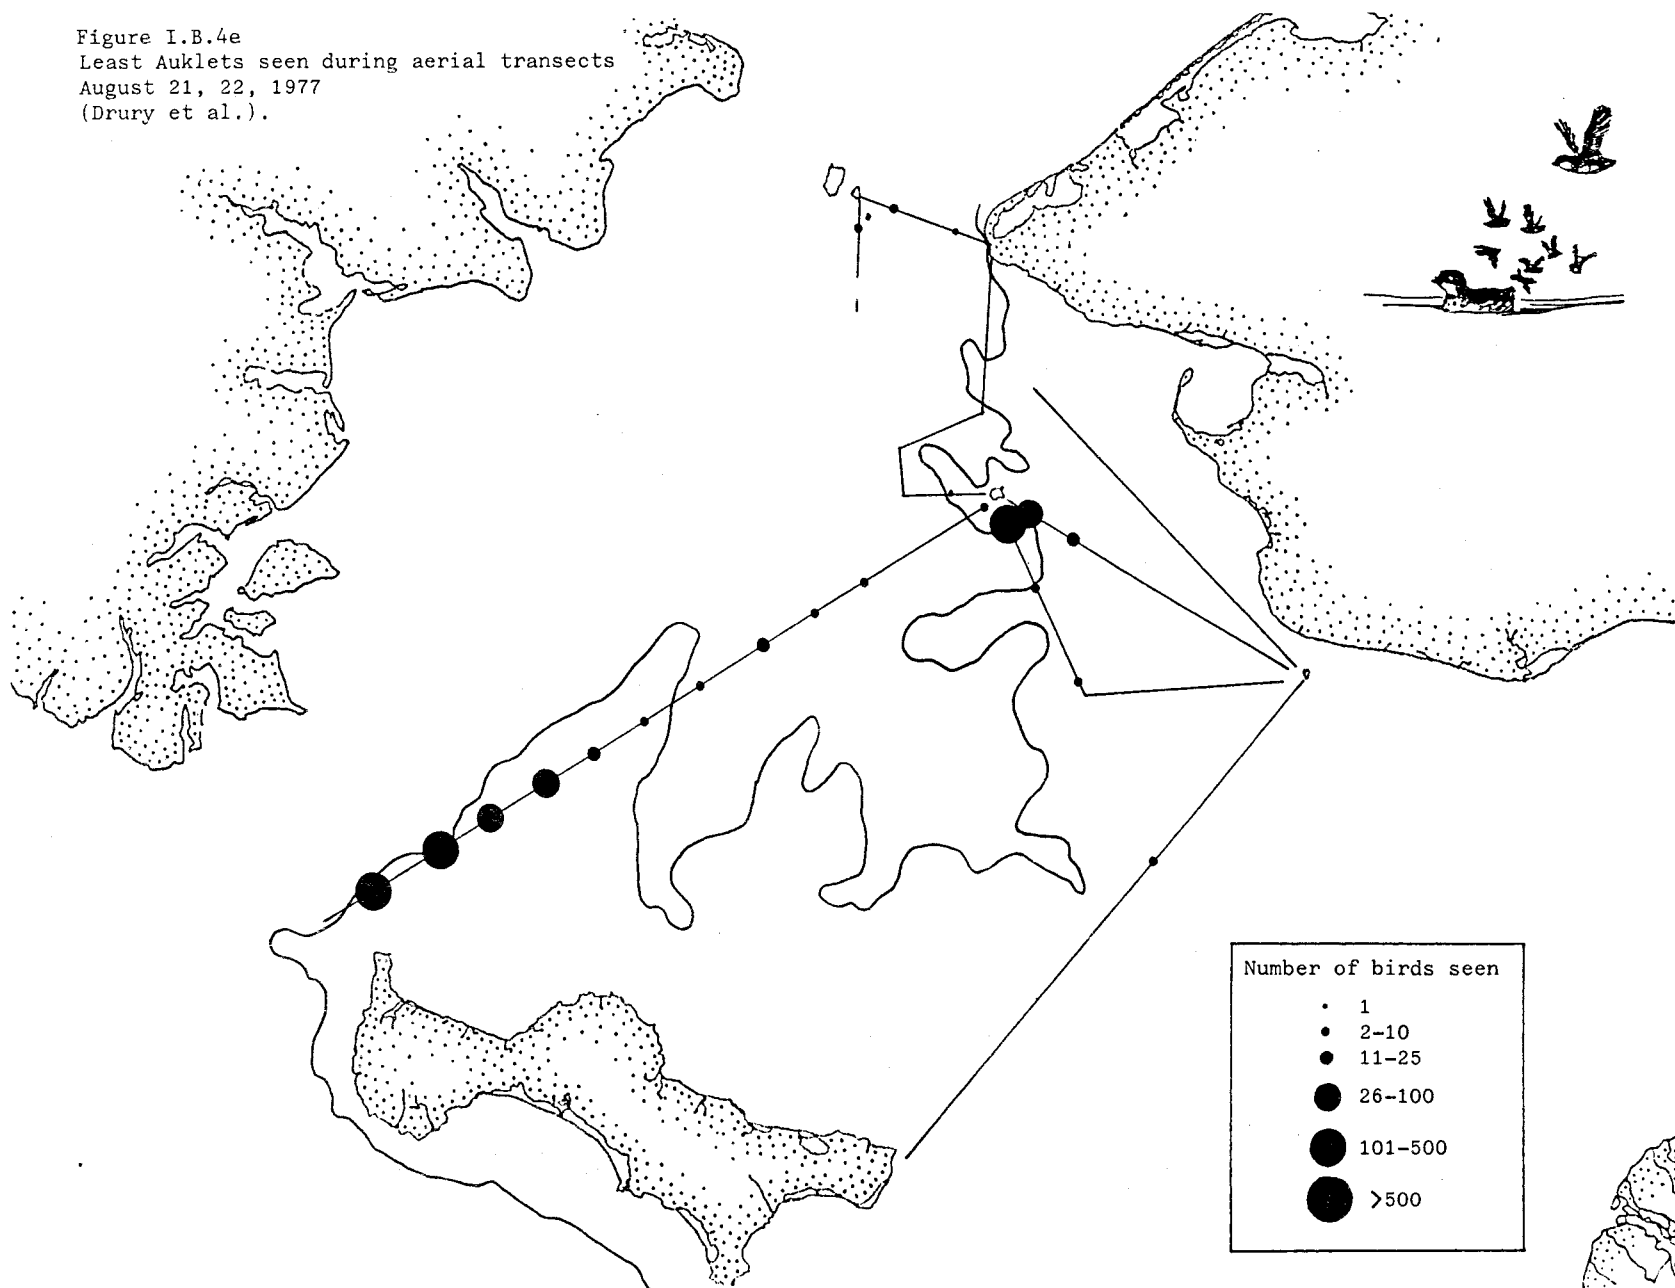 Figure I.B.4e
Least Auklets seen during aerial transects
August 21, 22, 1977
(Drury et al.).
Number of birds seen
1
2-10
11-25
26-100
101-500
>500